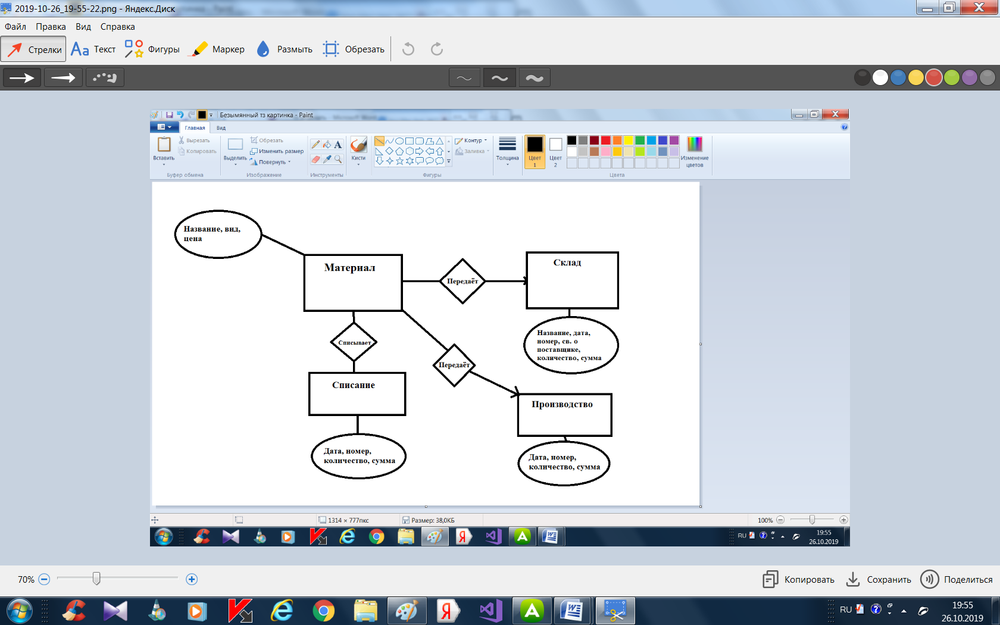 2019-10-26_19-55-22.png - Яндекс.Диск
Файл Правка Вид Справка
Стрелки Текст Фигуры Маркер Размыть Обрезать
Безымянный тз картинка - Paint
Главная Вид
Вставить
Вырезать
Копировать
Буфер обмена
Выделить
Обрезать
Изменить размер
Повернуть
Изображение
Инструменты
Кисти
Контур
Заливка
Фигуры
Толщина
Цвет
1
Цвет
2
Изменение
цветов
Цвета
Название, вид,
цена
Материал
Передаёт
Склад
Название, дата,
номер, св. о
поставщике,
количество, сумма
Списывает
Передаёт
Списание
Производство
Дата, номер,
количество, сумма
Дата, номер,
количество, сумма
1314 × 777пкс
Размер: 38,0КБ
100%
RU
19:55
26.10.2019
70%
Копировать Сохранить Поделиться
RU
19:55
26.10.2019